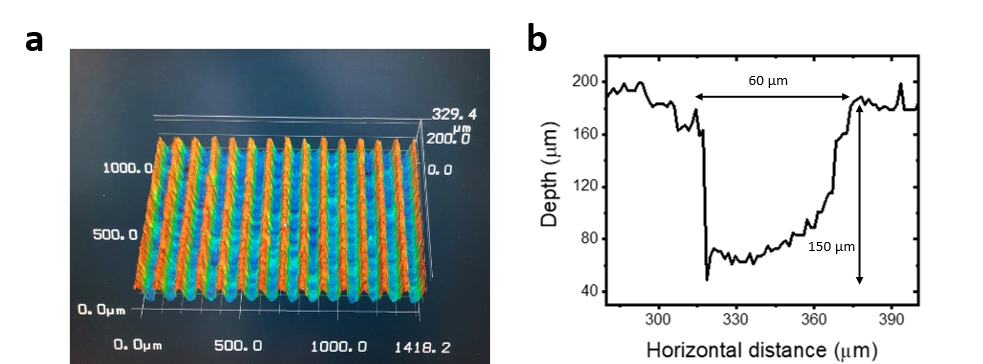 a
329.4
μm
200.0
0.0
1000.0
500.0
0.0μm
0.0μm
500.0
1000.0
1418.2
b
200
160
120
80
40
Depth (μm)
60 μm
150 μm
300
330
360
390
Horizontal distance (μm)